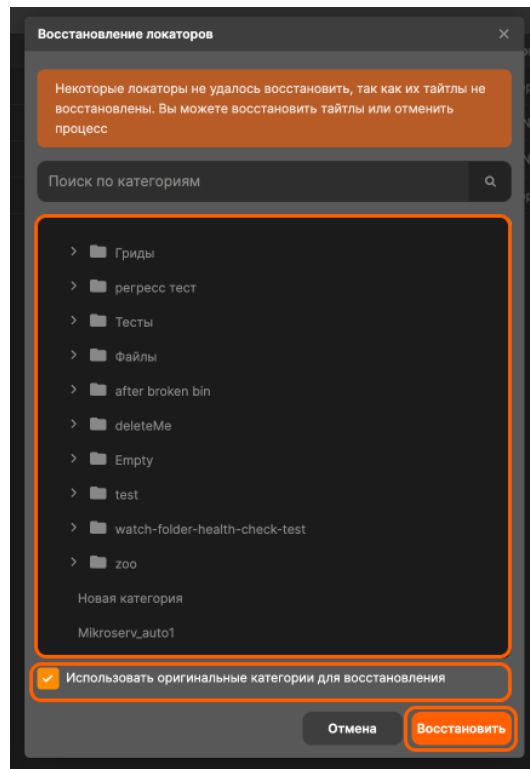 Восстановление локаторов
Некоторые локаторы не удалось восстановить, так как их тайтлы не
восстановлены. Вы можете восстановить тайтлы или отменить
процесс
Поиск по категориям
Гриды
регресс тест
Тесты
Файлы
after broken bin
deleteMe
Empty
test
watch-folder-health-check-test
zoo
Новая категория
Mikroserv_auto1
Использовать оригинальные категории для восстановления
Отмена
Восстановить